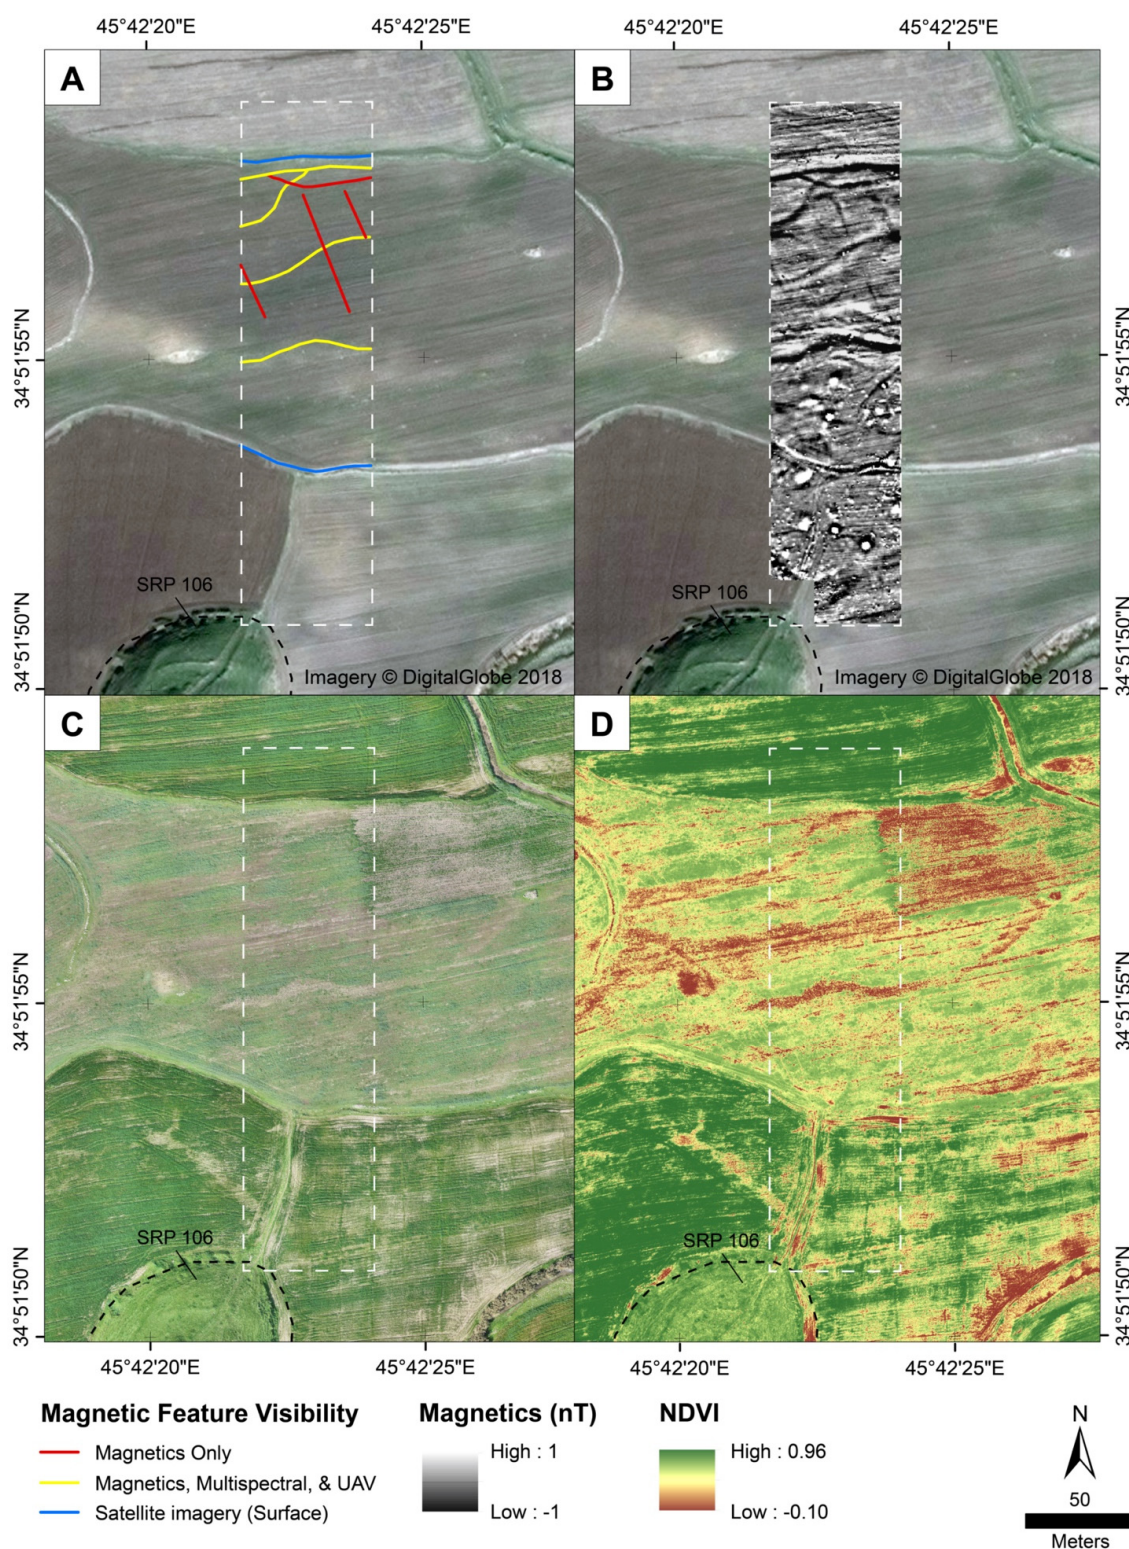 45°42'20"E
45°42'25"E
45°42'20"E
45°42'25"E
A
B
34°51'55"N
34°51'55"N
SRP 106
SRP 106
34°51'50"N
34°51'50"N
Imagery © DigitalGlobe 2018
Imagery © DigitalGlobe 2018
C
D
34°51'55"N
34°51'55"N
SRP 106
SRP 106
34°51'50"N
34°51'50"N
45°42'20"E
45°42'25"E
45°42'20"E
45°42'25"E
Magnetic Feature Visibility
Magnetics Only
Magnetics, Multispectral, & UAV
Satellite imagery (Surface)
Magnetics (nT)
High : 1
Low : -1
NDVI
High : 0.96
Low : -0.10
N
50
Meters